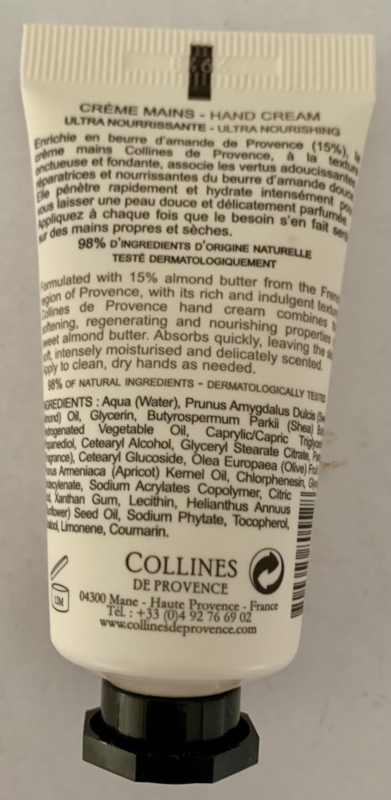 CRÈME MAINS - HAND CREAM
ULTRA NOURRISSANTE - ULTRA NOURISHING
Enrichie en beurre d'amande de Provence (15%), la
crème mains Collines de Provence, à la texture
onctueuse et fondante, associe les vertus adoucissantes,
réparatrices et nourrissantes du beurre d'amande douce.
Elle pénètre rapidement et hydrate intensément pour
vous laisser une peau douce et délicatement parfumée.
Appliquez à chaque fois que le besoin s'en fait sentir
sur des mains propres et sèches.
98% D'INGREDIENTS D'ORIGINE NATURELLE
TESTÉ DERMATOLOGIQUEMENT
Formulated with 15% almond butter from the French
region of Provence, with its rich and indulgent texture
Collines de Provence hand cream combines
softening, regenerating and nourishing properties
sweet almond butter. Absorbs quickly, leaving the
soft, intensely moisturised and delicately scented.
Apply to clean, dry hands as needed.
98% OF NATURAL INGREDIENTS - DERMATOLOGICALLY TESTED
INGREDIENTS : Aqua (Water), Prunus Amygdalus Dulcis (Sweet
Almond) Oil, Glycerin, Butyrospermum Parkii (Shea)
Hydrogenated Vegetable Oil, Caprylic/Capric
Propanediol, Cetearyl Alcohol, Glyceryl Stearate Citrate,
(Fragrance), Cetearyl Glucoside, Olea Europaea (Olive)
Prunus Armeniaca (Apricot) Kernel Oil, Chlorphenesin,
Sodium Acrylates Copolymer, Citric
Acid, Xanthan Gum, Lecithin, Helianthus Annuus
(Sunflower) Seed Oil, Sodium Phytate, Tocopherol,
Limonene, Coumarin.
12M
COLLINES
DE PROVENCE
04300 Mane - Haute Provence - France
Tél. : +33 (0)4 92 76 69 02
www.collinesdeprovence.com